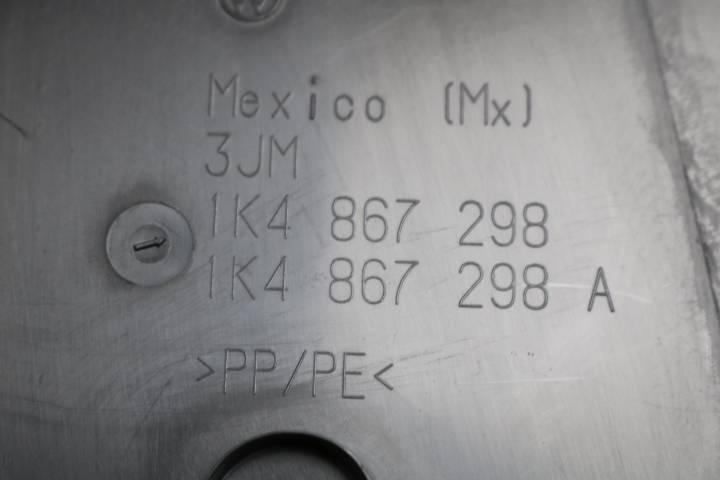 Mexico (Mx)
3JM
1K4 867 298
1K4 867 298 A
>PP/PE<